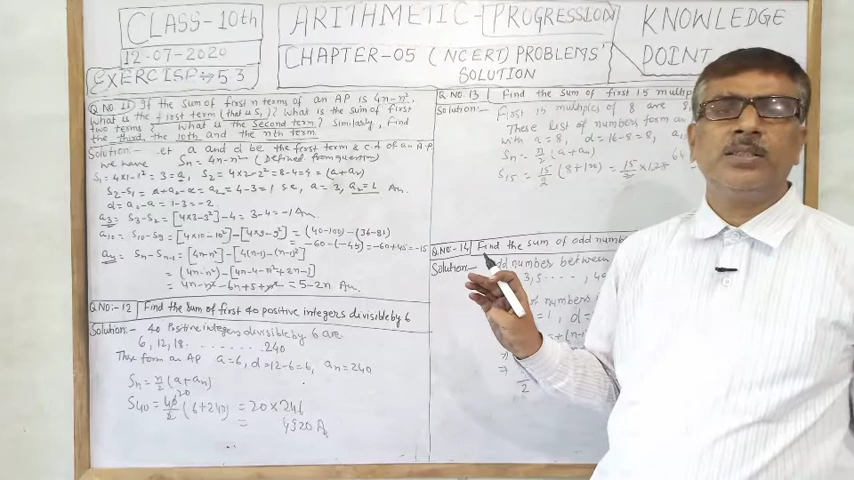 CLASS-10th
12-07-2020
EXERCISE⇒5.3
ARITHMETIC-PROGRESSION
CHAPTER-05 (NCERT) PROBLEMS'
SOLUTION
KNOWLEDGE
POINT
Q NO 11) If the sum of first n terms of an AP is 4n-n².
What is the first term (that is S₁)? What is the sum of first
two terms? What is the second term? Similarly, find
the third, the 10th and the nth term.
Solution:- Let a and d be the first term & c.d of an A.P
we have Sn=4n-n² (Defined from question)
S₁=4×1-1²=3=a, S₂=4×2-2²=8-4=4=(a+a₂)
S₂-S₁=a+a₂-a=a₂=4-3=1 a=3, a₂=1 Ans.
d=a₂-a=1-3=-2.
a₃=S₃-S₂=[4×3-3²]-4=3-4=-1 Ans.
a₁₀=S₁₀-S₉=[4×10-10²]-[4×9-9²]=(40-100)-(36-81)
=-60-(-45)=-60+45=-15
an=Sn-Sn-1=[4n-n²]-[4(n-1)-(n-1)²]
=(4n-n²)-[4n-4-n²+2n-1]
=4n-n²-6n+5+n²=5-2n Ans.
Q NO:-12 Find the sum of first 40 positive integers divisible by 6
Solution:- 40 Positive integers divisible by 6 are
6, 12, 18, ........ 240
These form an AP a=6, d=12-6=6, an=240
Sn=n/2(a+an)
S40=40/2(6+240)=20×246
= 4920 A
Q NO. 13 Find the sum of first 15 multip
Solution:- First 15 multiples of 8 are 8
These list of numbers form an
with a=8, d=16-8=8, a
Sn=n/2(a+an)
S15=15/2(8+120)=15/2×128
64
Q NO-14 Find the sum of odd numb
Solution:- odd number between
3, 5 ....., 4
of numbers
=1, d=